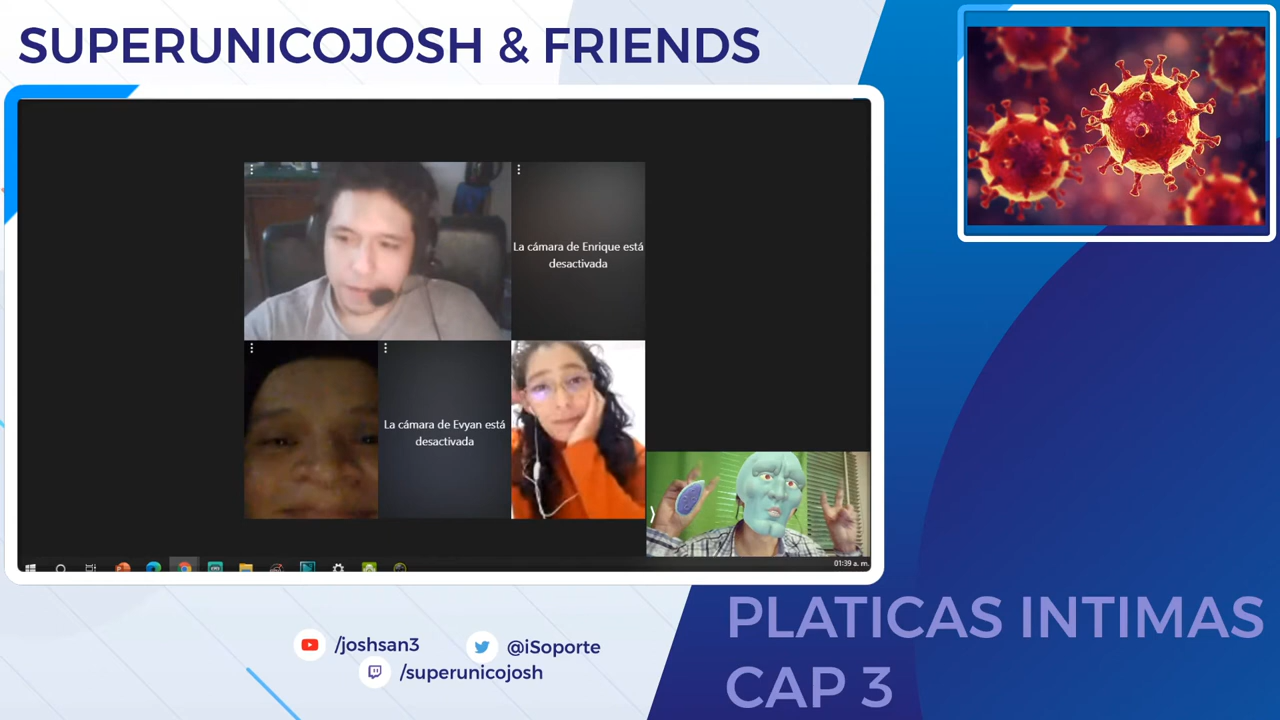 SUPERUNICOJOSH & FRIENDS
La cámara de Enrique está
desactivada
La cámara de Evyan está
desactivada
01:39 a. m.
/joshsan3
@iSoporte
/superunicojosh
PLATICAS INTIMAS
CAP 3